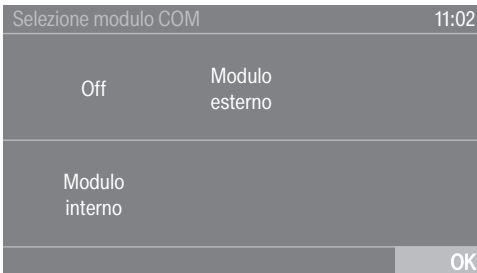 Selezione modulo COM 11:02
Off
Modulo
esterno
Modulo
interno
OK